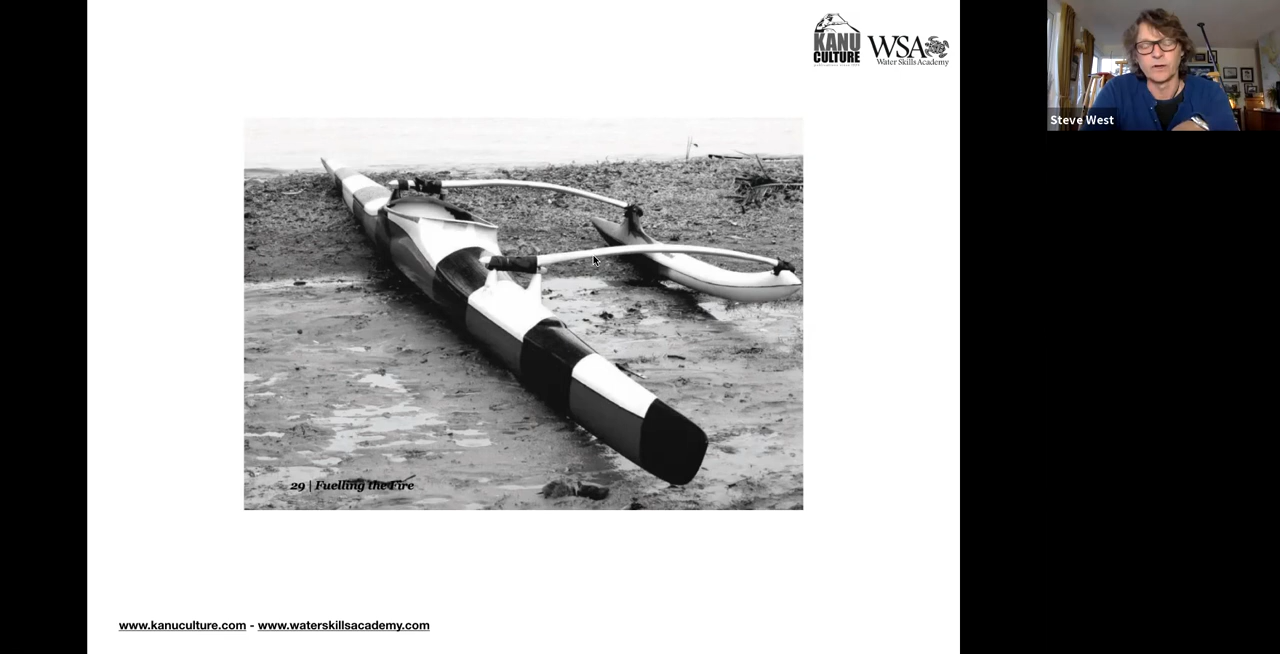 KANU
CULTURE
WSA
Water Skills Academy
Steve West
29 | Fuelling the Fire
www.kanuculture.com - www.waterskillsacademy.com